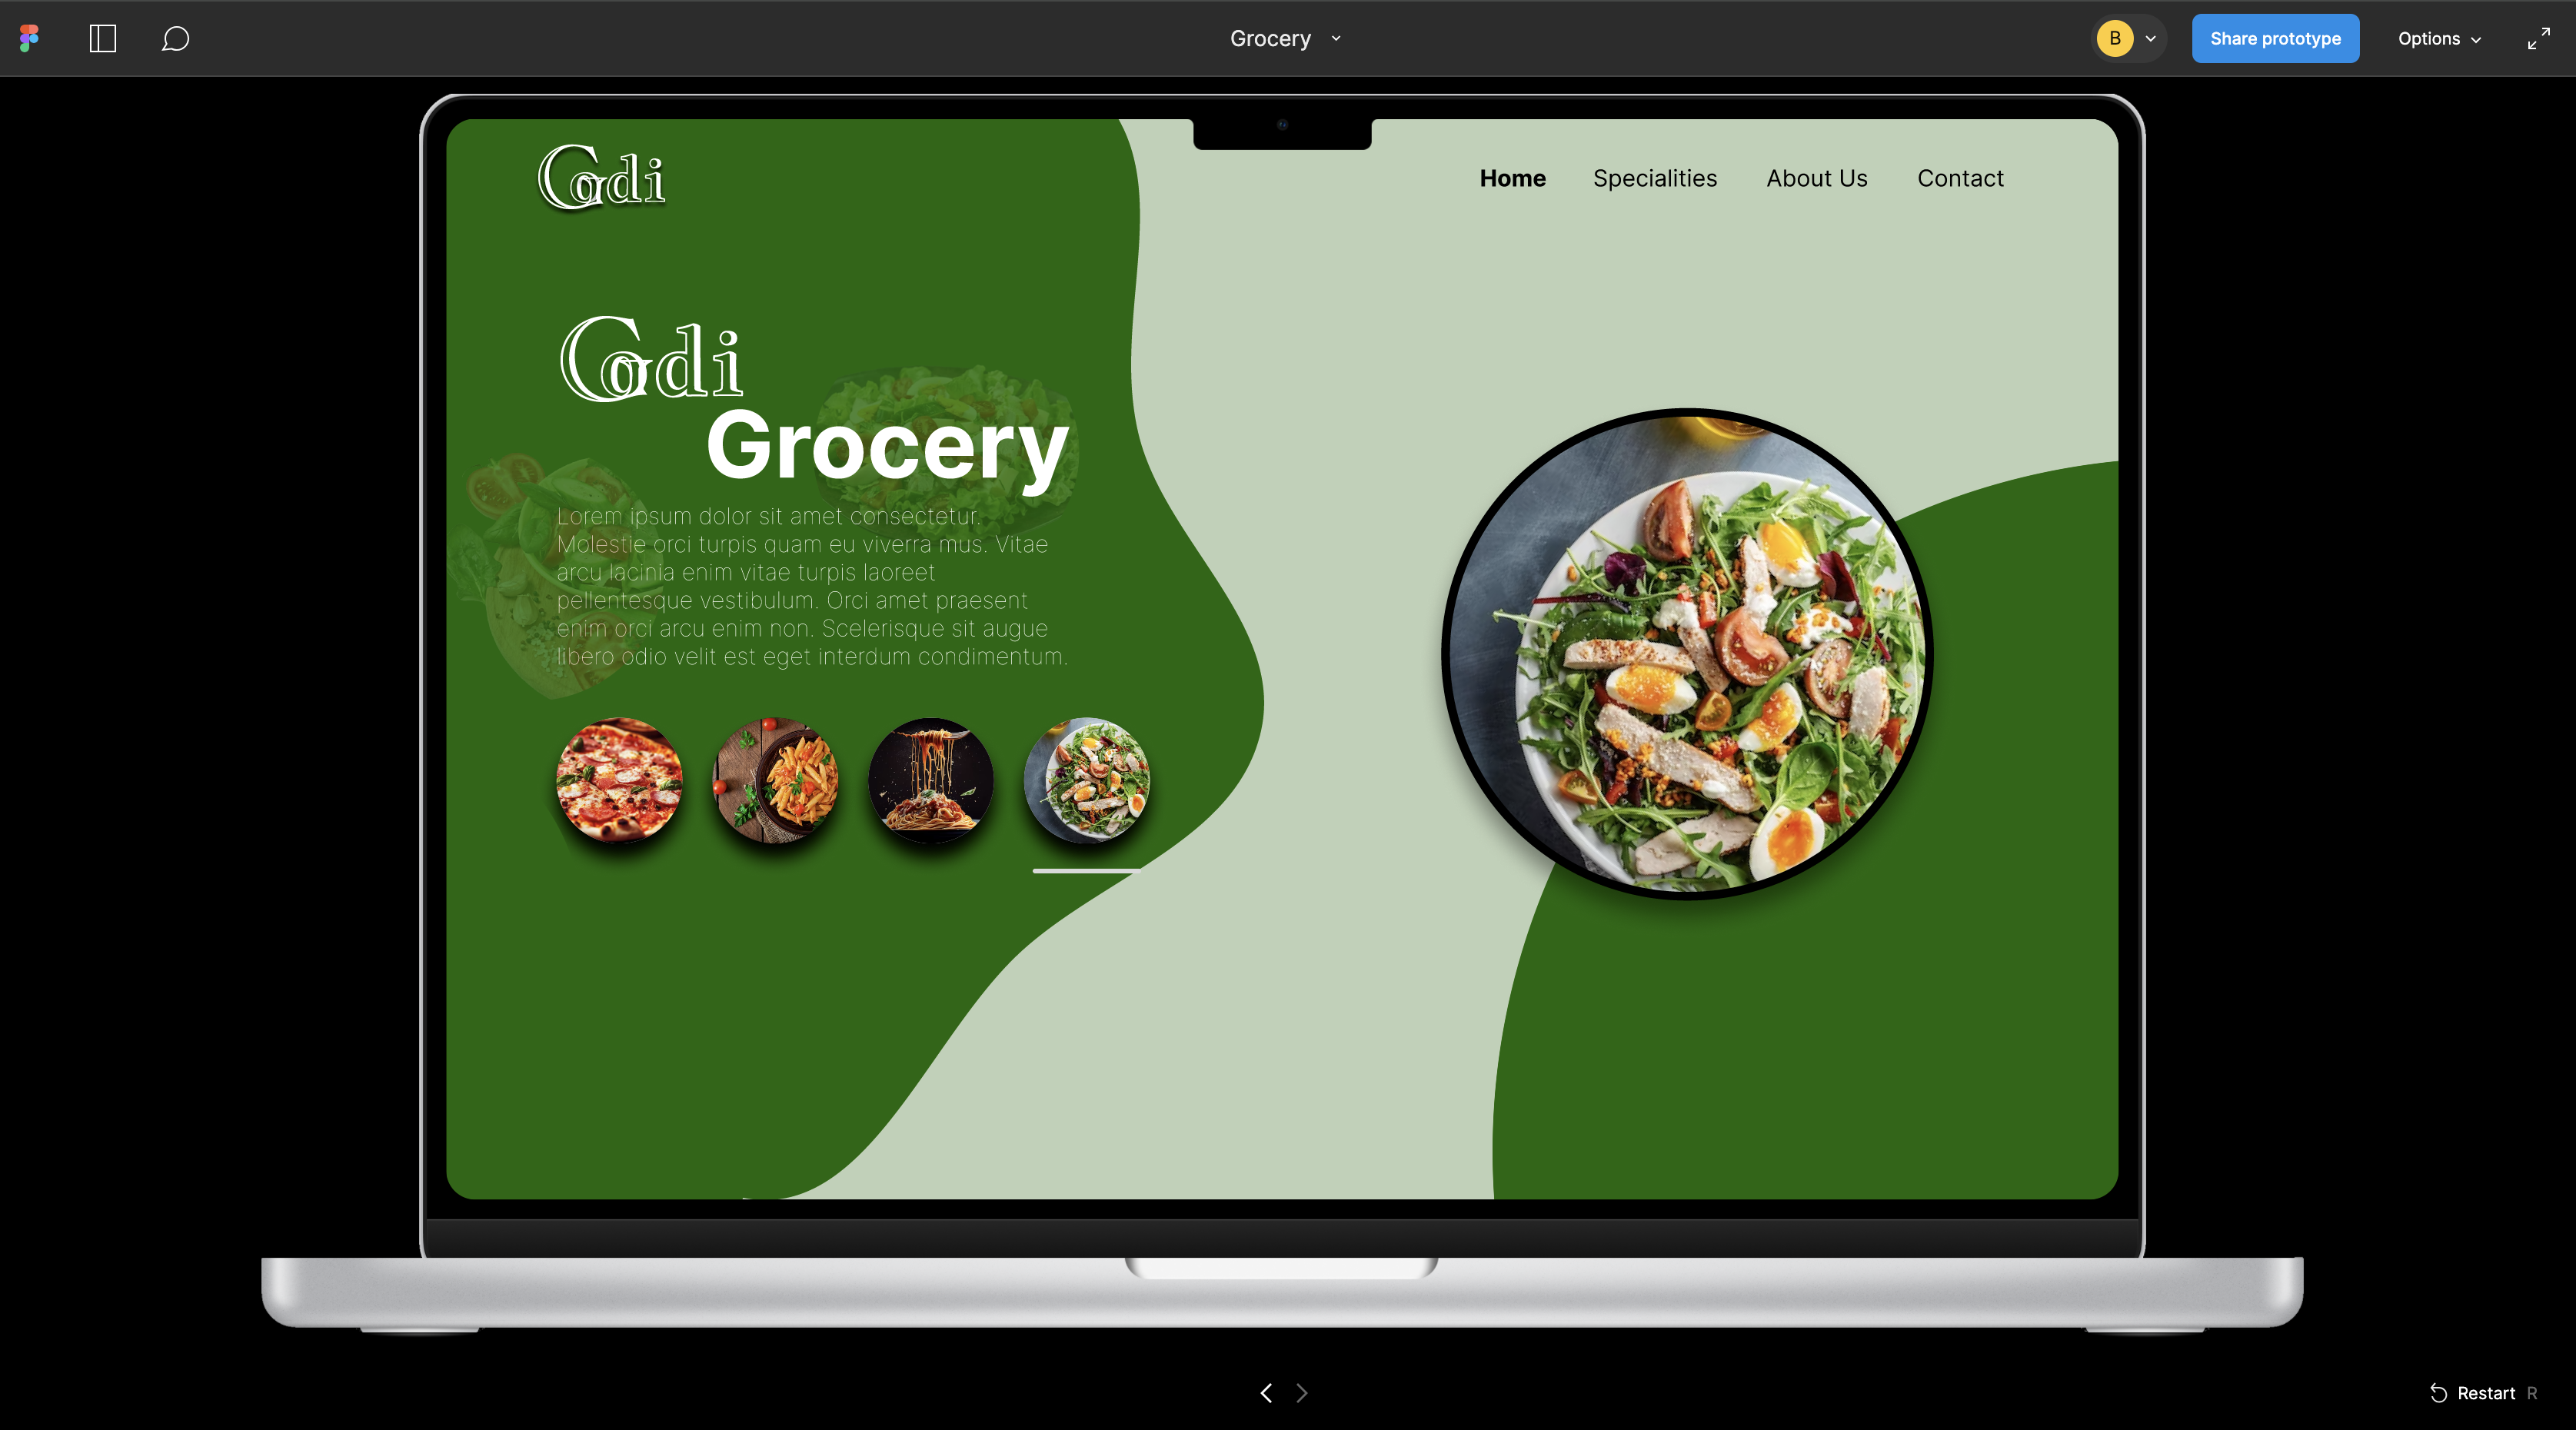 Grocery
B
Share prototype
Options
Godi
Home Specialities About Us Contact
Godi
Grocery
Lorem ipsum dolor sit amet consectetur.
Molestie orci turpis quam eu viverra mus. Vitae
arcu lacinia enim vitae turpis laoreet
pellentesque vestibulum. Orci amet praesent
enim orci arcu enim non. Scelerisque sit augue
libero odio velit est eget interdum condimentum.
Restart R